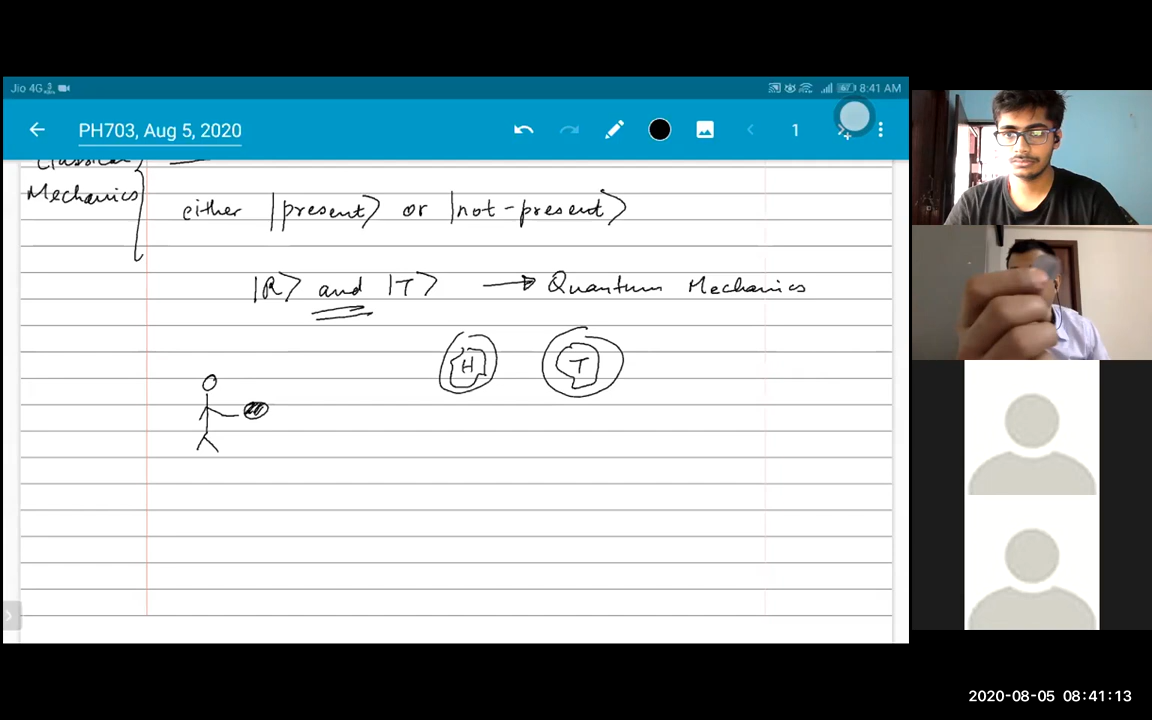 Jio 4G 8:41 AM
PH703, Aug 5, 2020 1
Classical
Mechanics
either |present⟩ or |not-present⟩
|R⟩ and |T⟩ → Quantum Mechanics
H T
2020-08-05 08:41:13